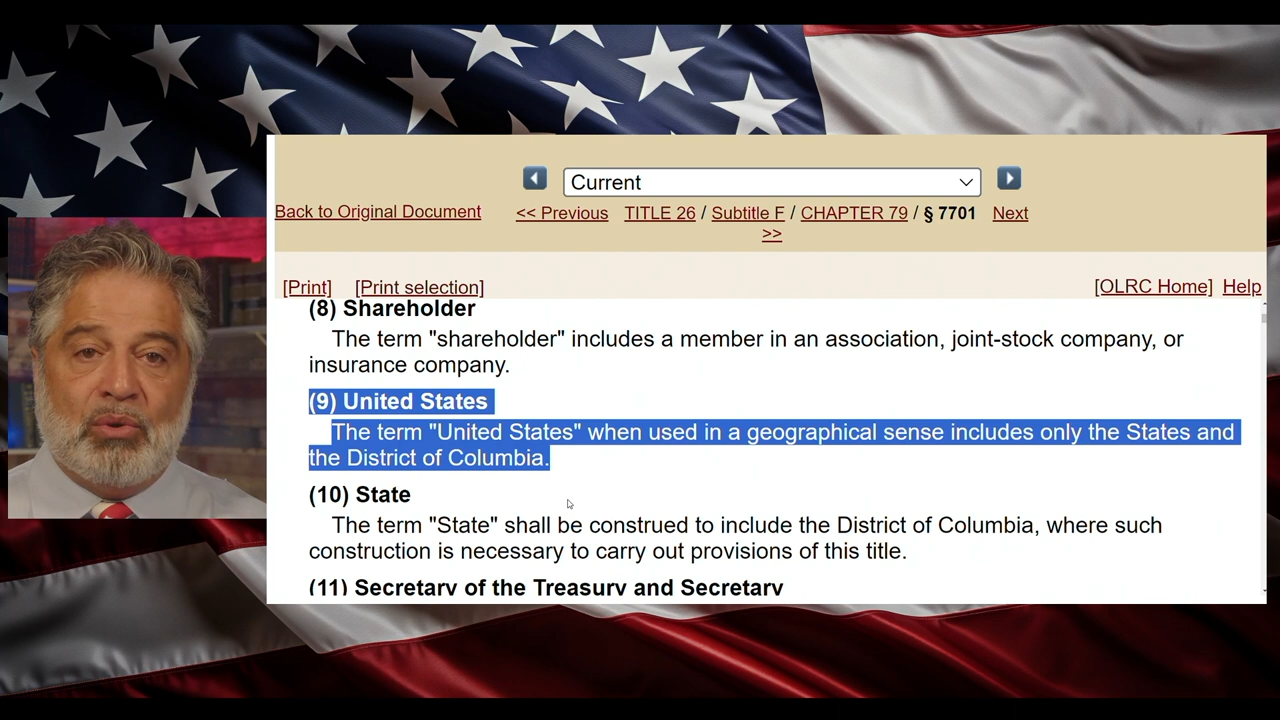 Current
Back to Original Document << Previous TITLE 26 / Subtitle F / CHAPTER 79 / § 7701 Next
>>
[Print] [Print selection] [OLRC Home] Help
(8) Shareholder
The term "shareholder" includes a member in an association, joint-stock company, or
insurance company.
(9) United States
The term "United States" when used in a geographical sense includes only the States and
the District of Columbia.
(10) State
The term "State" shall be construed to include the District of Columbia, where such
construction is necessary to carry out provisions of this title.
(11) Secretary of the Treasury and Secretary